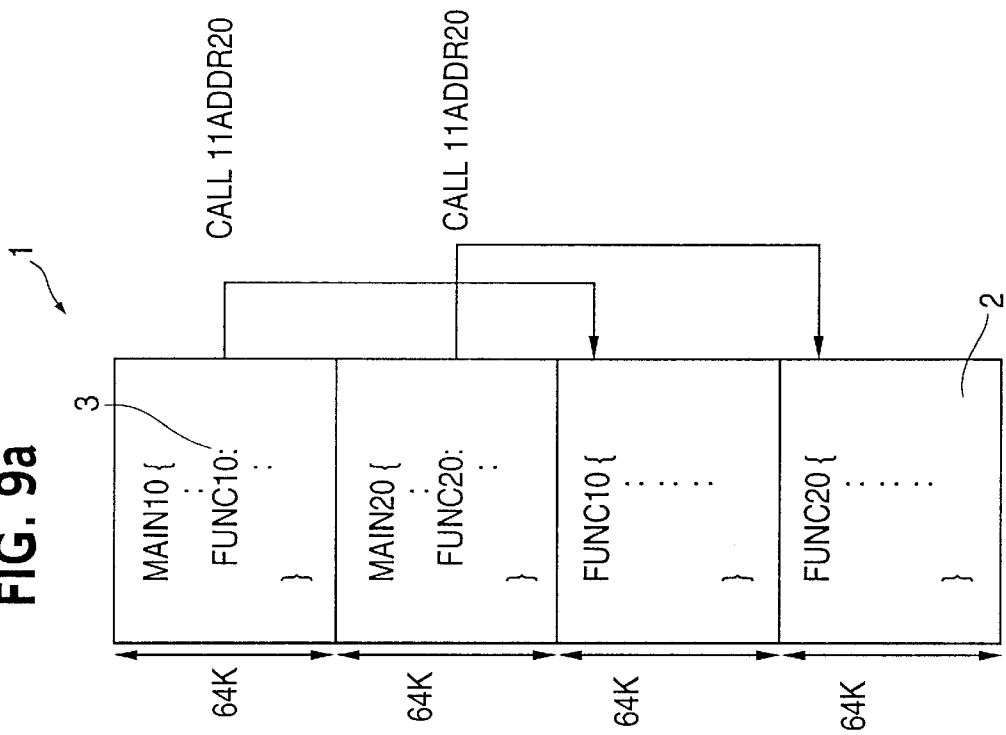 FIG. 9a
1
3
MAIN10 {
:
FUNC10:
:
}
64K
CALL 11ADDR20
MAIN20 {
:
FUNC20:
:
}
64K
CALL 11ADDR20
FUNC10 {
: : : :
}
64K
FUNC20 {
: : : :
}
64K
2